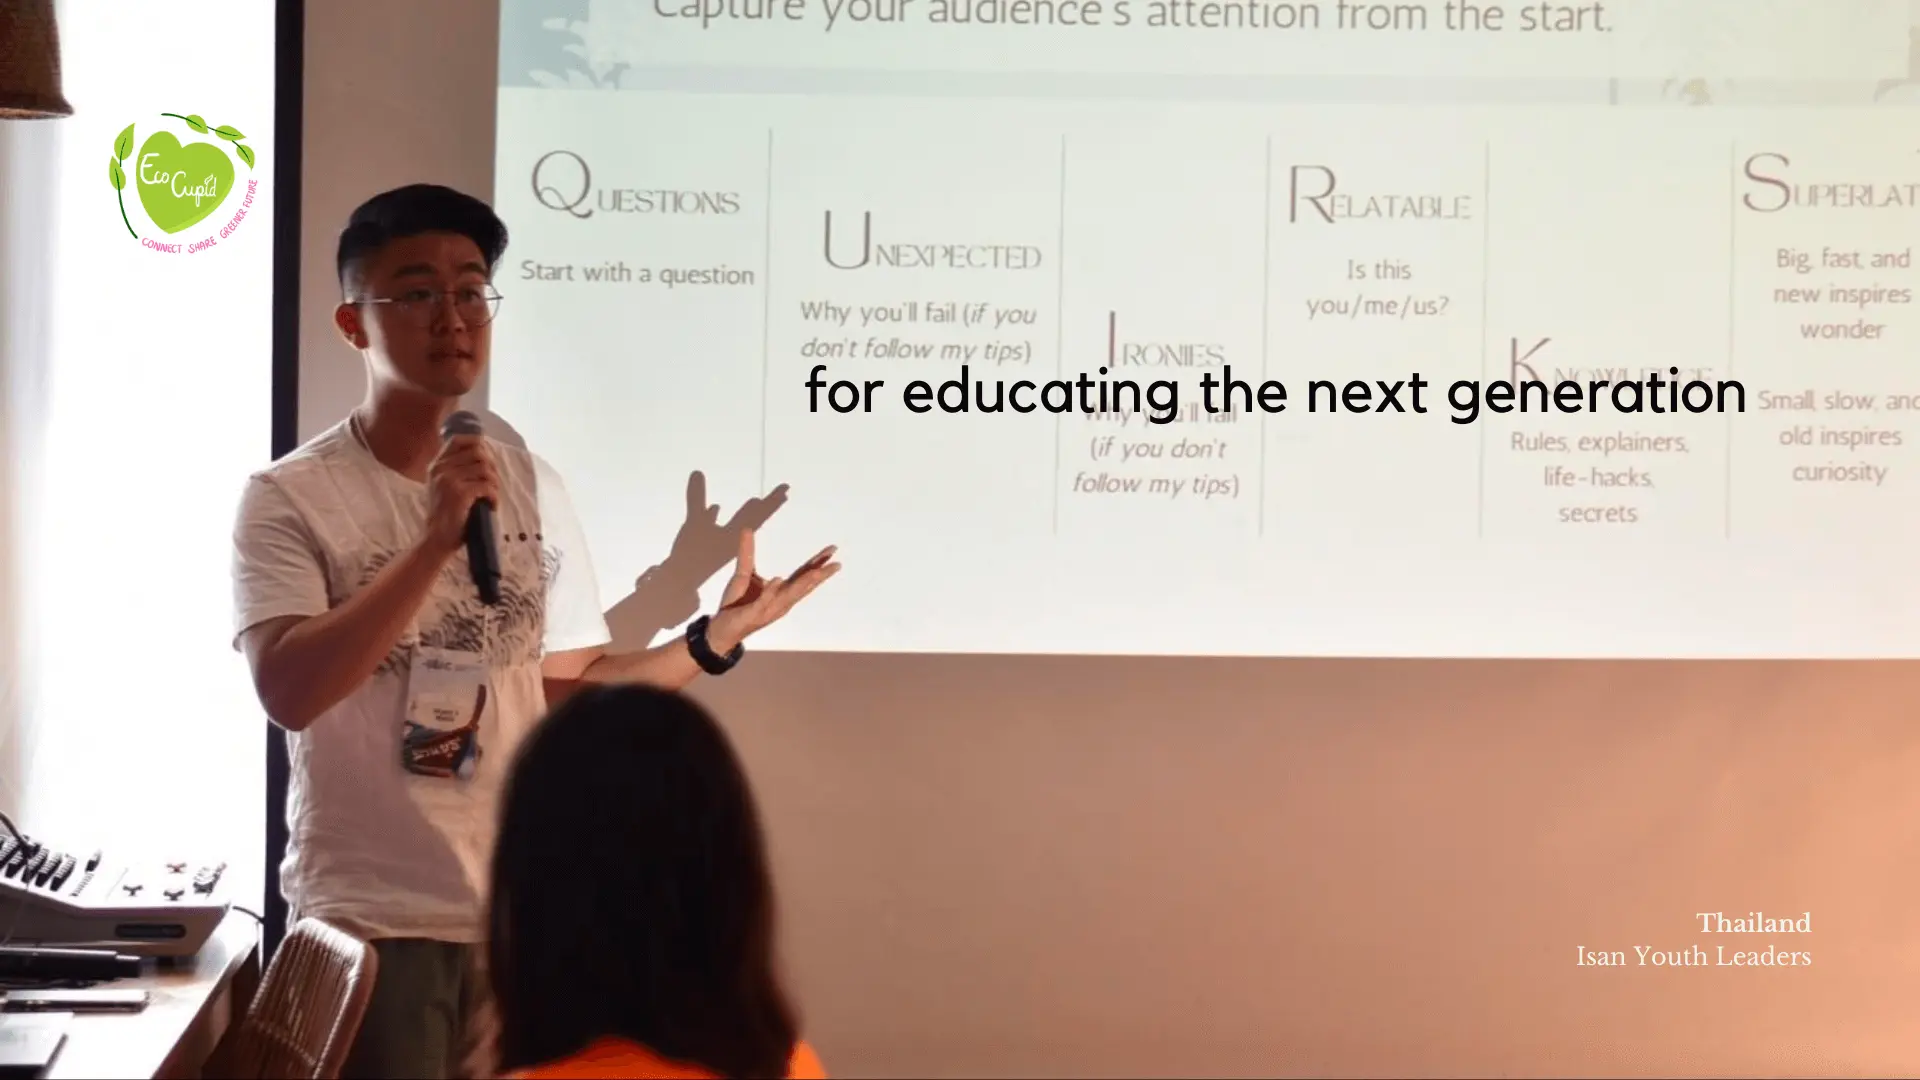 Capture your audience's attention from the start.
Eco
Cupid
CONNECT SHARE GREENER FUTURE
QUESTIONS
Start with a question
UNEXPECTED
Why you'll fail (if you
don't follow my tips)
IRONIES
Why you'll fail
(if you don't
follow my tips)
RELATABLE
Is this
you/me/us?
KNOWLEDGE
Rules, explainers,
life-hacks,
secrets
Big, fast, and
new inspires
wonder
Small, slow, and
old inspires
curiosity
for educating the next generation
Thailand
Isan Youth Leaders